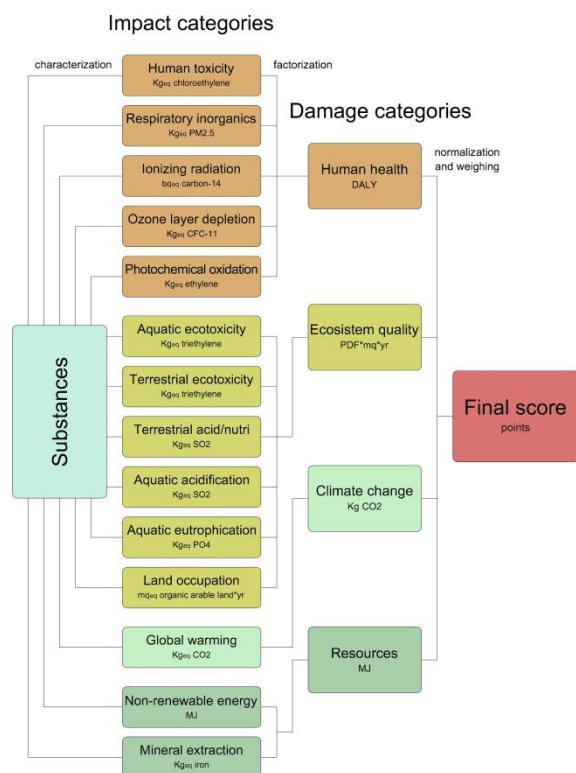 Impact categories
characterization
factorization
Human toxicity
Kgeq chloroethylene
Respiratory inorganics
Kgeq PM2.5
Ionizing radiation
bqeq carbon-14
Ozone layer depletion
Kgeq CFC-11
Photochemical oxidation
Kgeq ethylene
Aquatic ecotoxicity
Kgeq triethylene
Terrestrial ecotoxicity
Kgeq triethylene
Terrestrial acid/nutri
Kgeq SO2
Aquatic acidification
Kgeq SO2
Aquatic eutrophication
Kgeq PO4
Land occupation
mqeq organic arable land*yr
Global warming
Kgeq CO2
Non-renewable energy
MJ
Mineral extraction
Kgeq iron
Substances
Damage categories
normalization
and weighing
Human health
DALY
Ecosistem quality
PDF*mq*yr
Climate change
Kg CO2
Resources
MJ
Final score
points